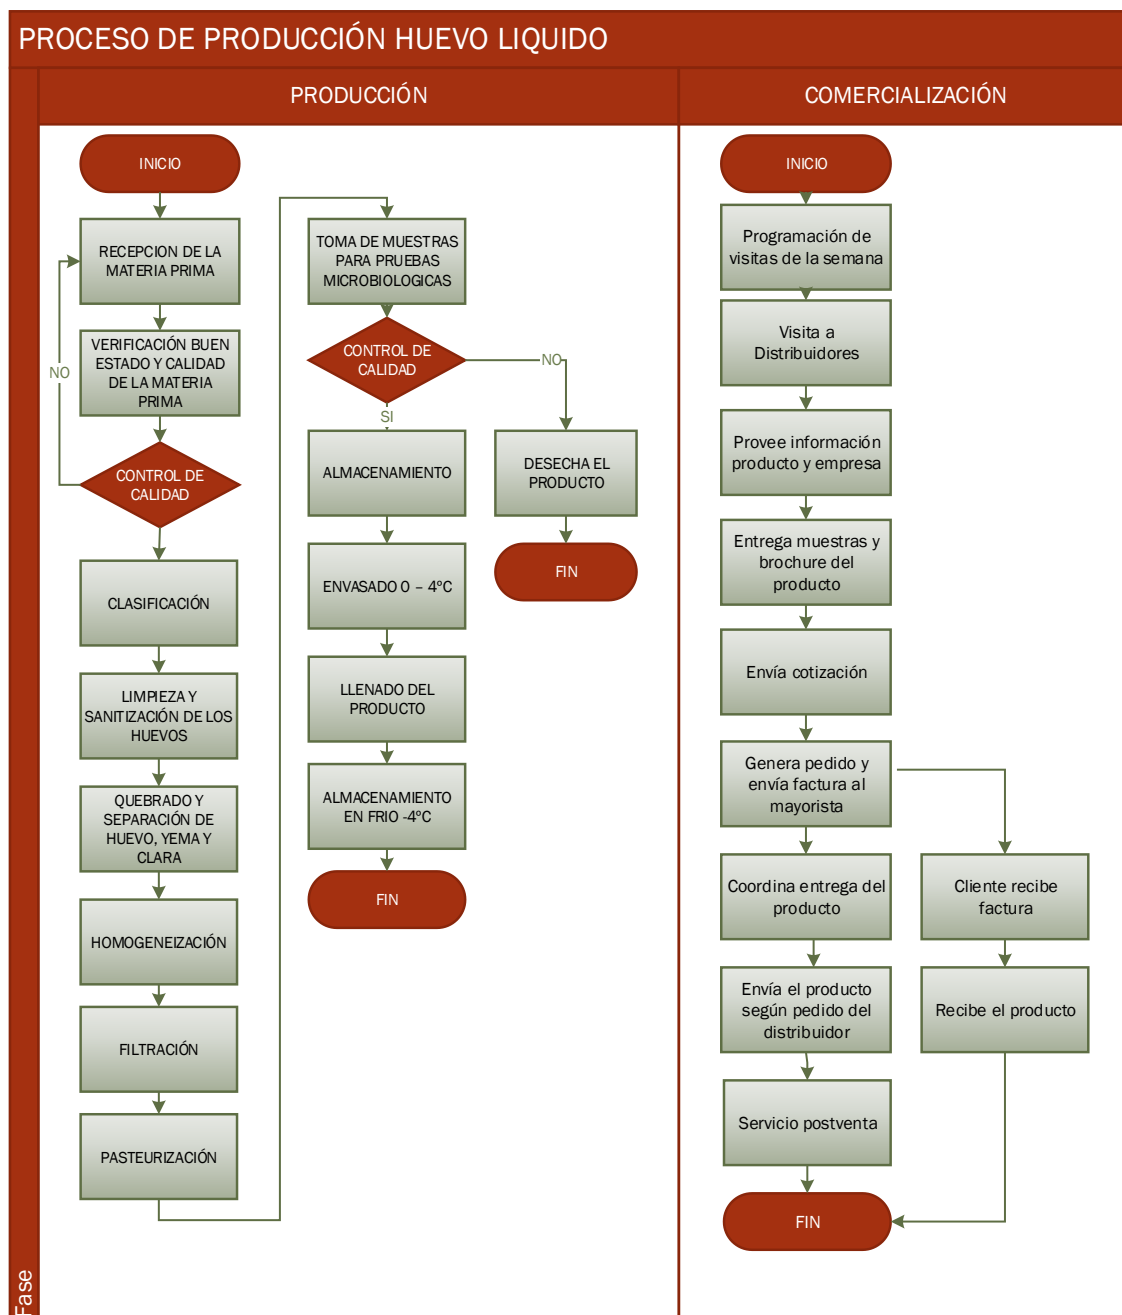 PROCESO DE PRODUCCIÓN HUEVO LIQUIDO
PRODUCCIÓN
COMERCIALIZACIÓN
Fase
INICIO
RECEPCION DE LA
MATERIA PRIMA
VERIFICACIÓN BUEN
ESTADO Y CALIDAD
DE LA MATERIA
PRIMA
NO
CONTROL DE
CALIDAD
CLASIFICACIÓN
LIMPIEZA Y
SANITIZACIÓN DE LOS
HUEVOS
QUEBRADO Y
SEPARACIÓN DE
HUEVO, YEMA Y
CLARA
HOMOGENEIZACIÓN
FILTRACIÓN
PASTEURIZACIÓN
TOMA DE MUESTRAS
PARA PRUEBAS
MICROBIOLOGICAS
CONTROL DE
CALIDAD
NO
SI
ALMACENAMIENTO
DESECHA EL
PRODUCTO
FIN
ENVASADO 0 – 4ºC
LLENADO DEL
PRODUCTO
ALMACENAMIENTO
EN FRIO -4ºC
FIN
INICIO
Programación de
visitas de la semana
Visita a
Distribuidores
Provee información
producto y empresa
Entrega muestras y
brochure del
producto
Envía cotización
Genera pedido y
envía factura al
mayorista
Coordina entrega del
producto
Cliente recibe
factura
Envía el producto
según pedido del
distribuidor
Recibe el producto
Servicio postventa
FIN